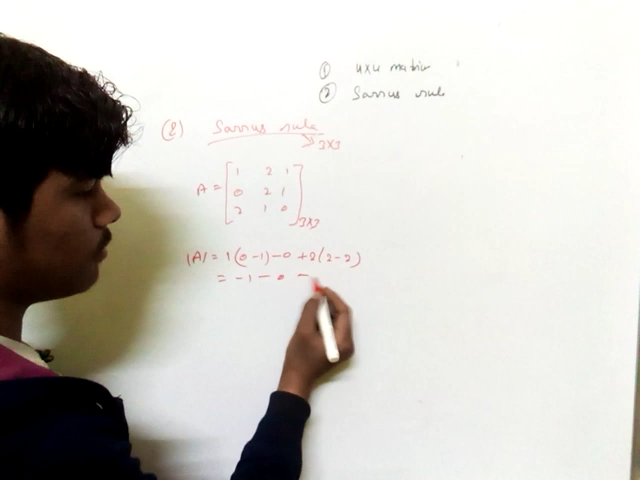 ① 4x4 matrix
② Sarrus rule
(2) Sarrus rule
3x3
A = [ 1 2 1
0 2 1
2 1 0 ] 3x3
|A| = 1(0-1)-0+2(2-2)
= -1 - 0 -